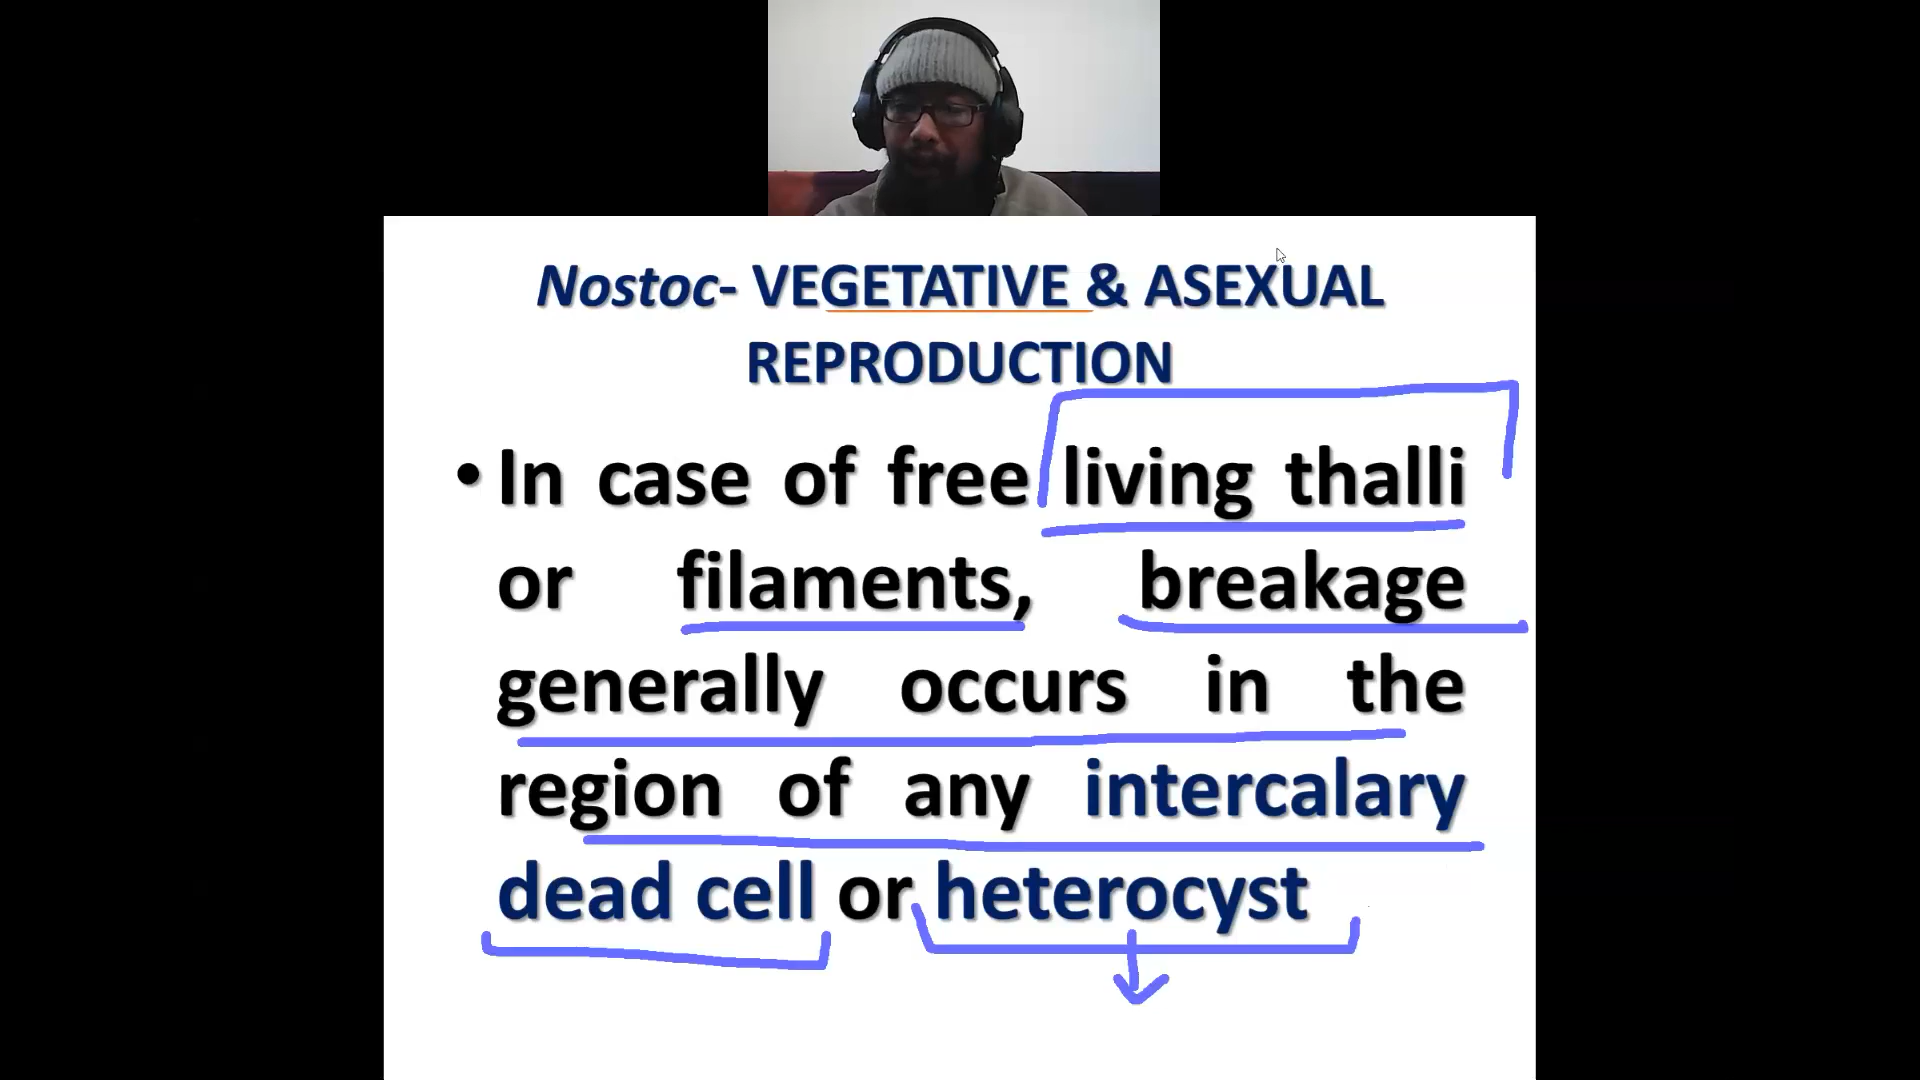 Nostoc- VEGETATIVE & ASEXUAL
REPRODUCTION
• In case of free living thalli
or filaments, breakage
generally occurs in the
region of any intercalary
dead cell or heterocyst